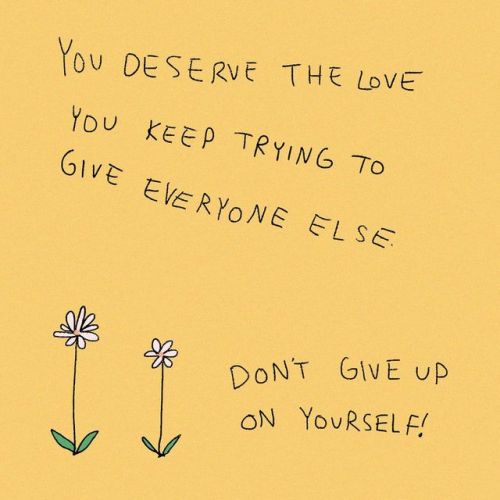 YOU DESERVE THE LOVE
YOU KEEP TRYING TO
GIVE EVERYONE ELSE.
DON'T GIVE UP
ON YOURSELF!